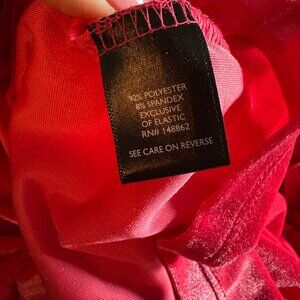 92% POLYESTER
8% SPANDEX
EXCLUSIVE
OF ELASTIC
RN# 148862
SEE CARE ON REVERSE